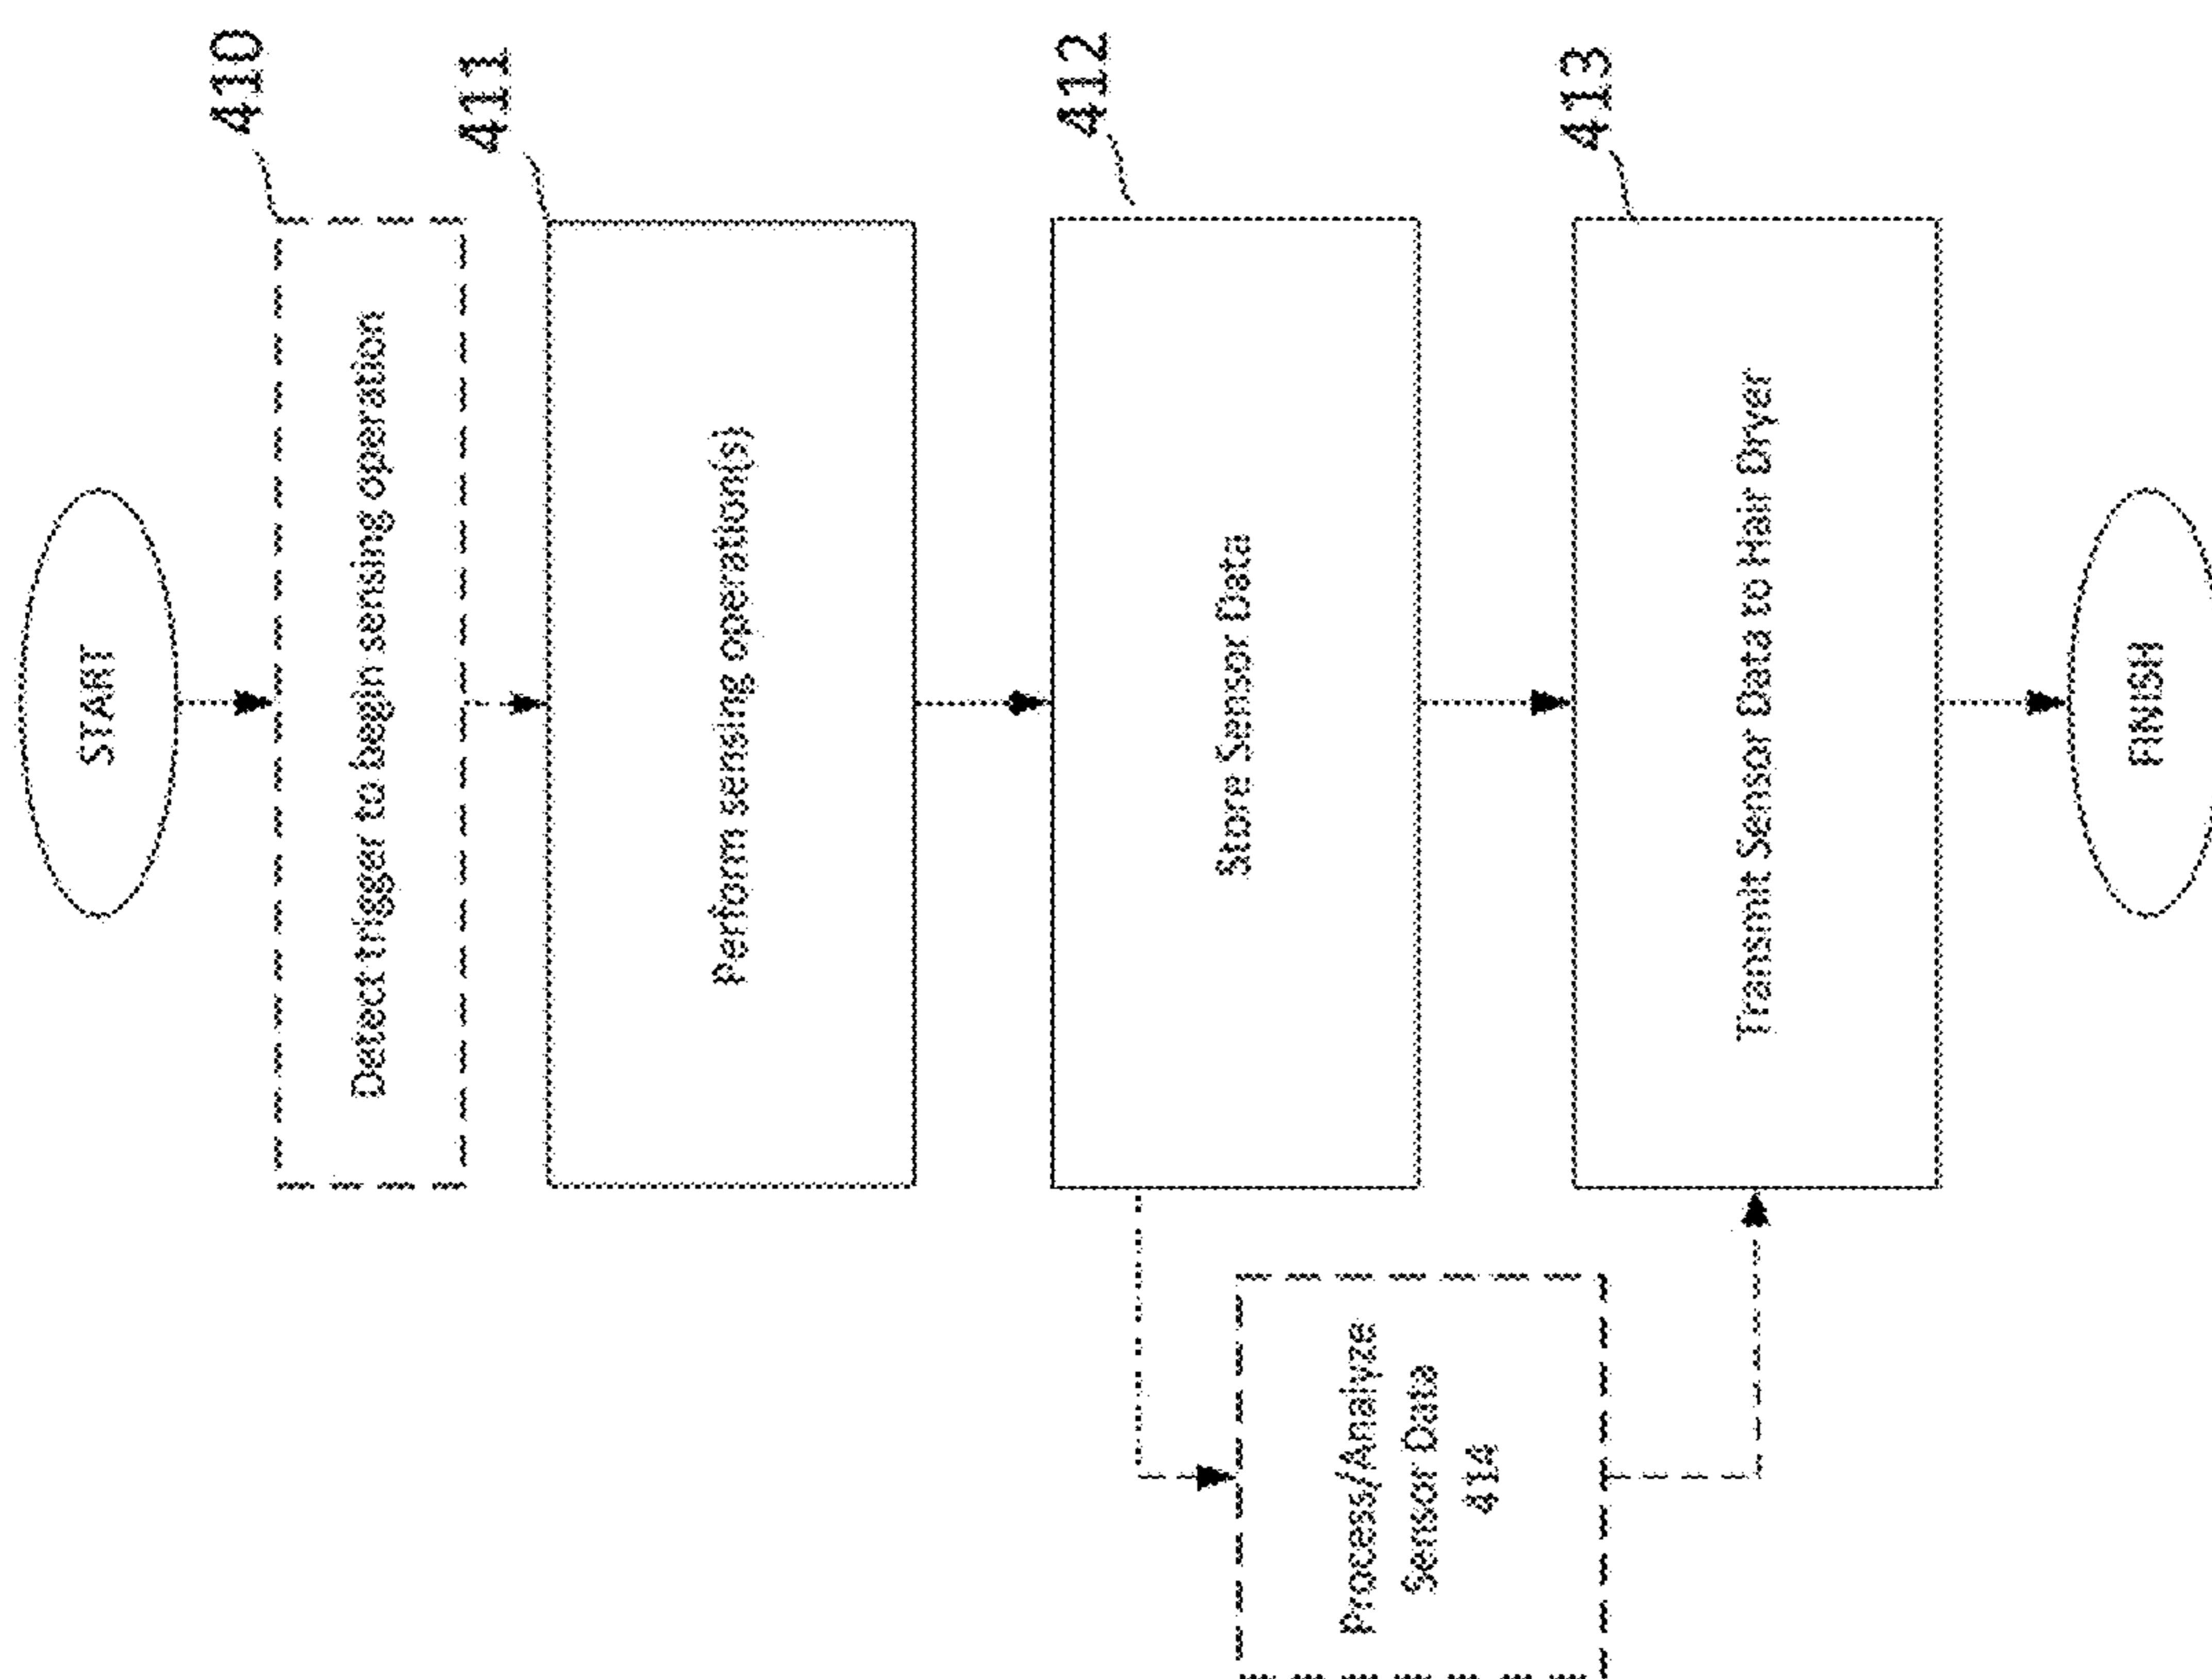 START
410
Detect trigger to begin sensing operation
411
Perform sensing operation(s)
412
Store Sensor Data
413
Transmit Sensor Data to Hair Dryer
Process/Analyze
Sensor Data
414
FINISH